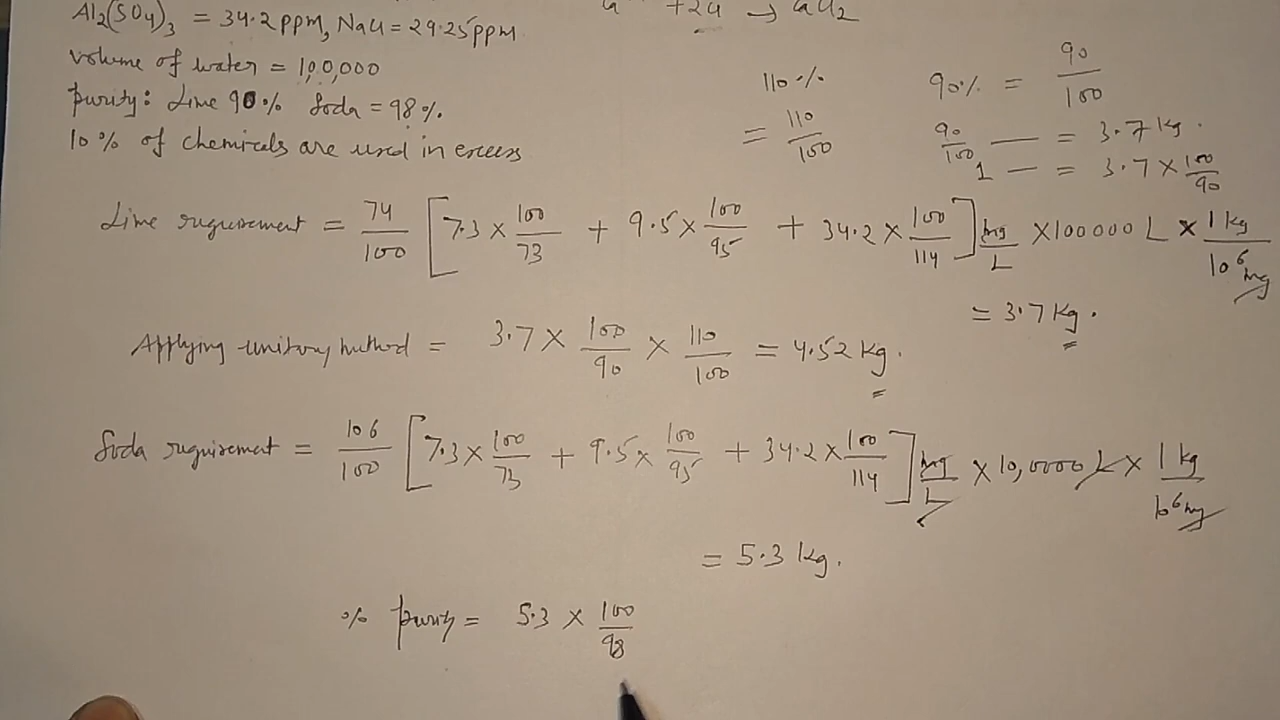 Al2(SO4)3 = 34.2 ppm, NaCl = 29.25 ppm
+2Cl → CaCl2
volume of water = 1,0,0,000
purity: Lime 90% Soda = 98%.
10% of chemicals are used in excess
110% = 110/100
90% = 90/100
90/100 — = 3.7 kg.
1 — = 3.7 × 100/90
Lime requirement = 74/100 [7.3 × 100/73 + 9.5 × 100/95 + 34.2 × 100/114] mg/L × 100000 L × 1 kg/10^6 mg
= 3.7 Kg.
Applying unitary method = 3.7 × 100/90 × 110/100 = 4.52 kg.
Soda requirement = 106/100 [7.3 × 100/73 + 9.5 × 100/95 + 34.2 × 100/114] mg/L × 10,0000 L × 1 kg/10^6 mg
= 5.3 kg.
% purity = 5.3 × 100/98